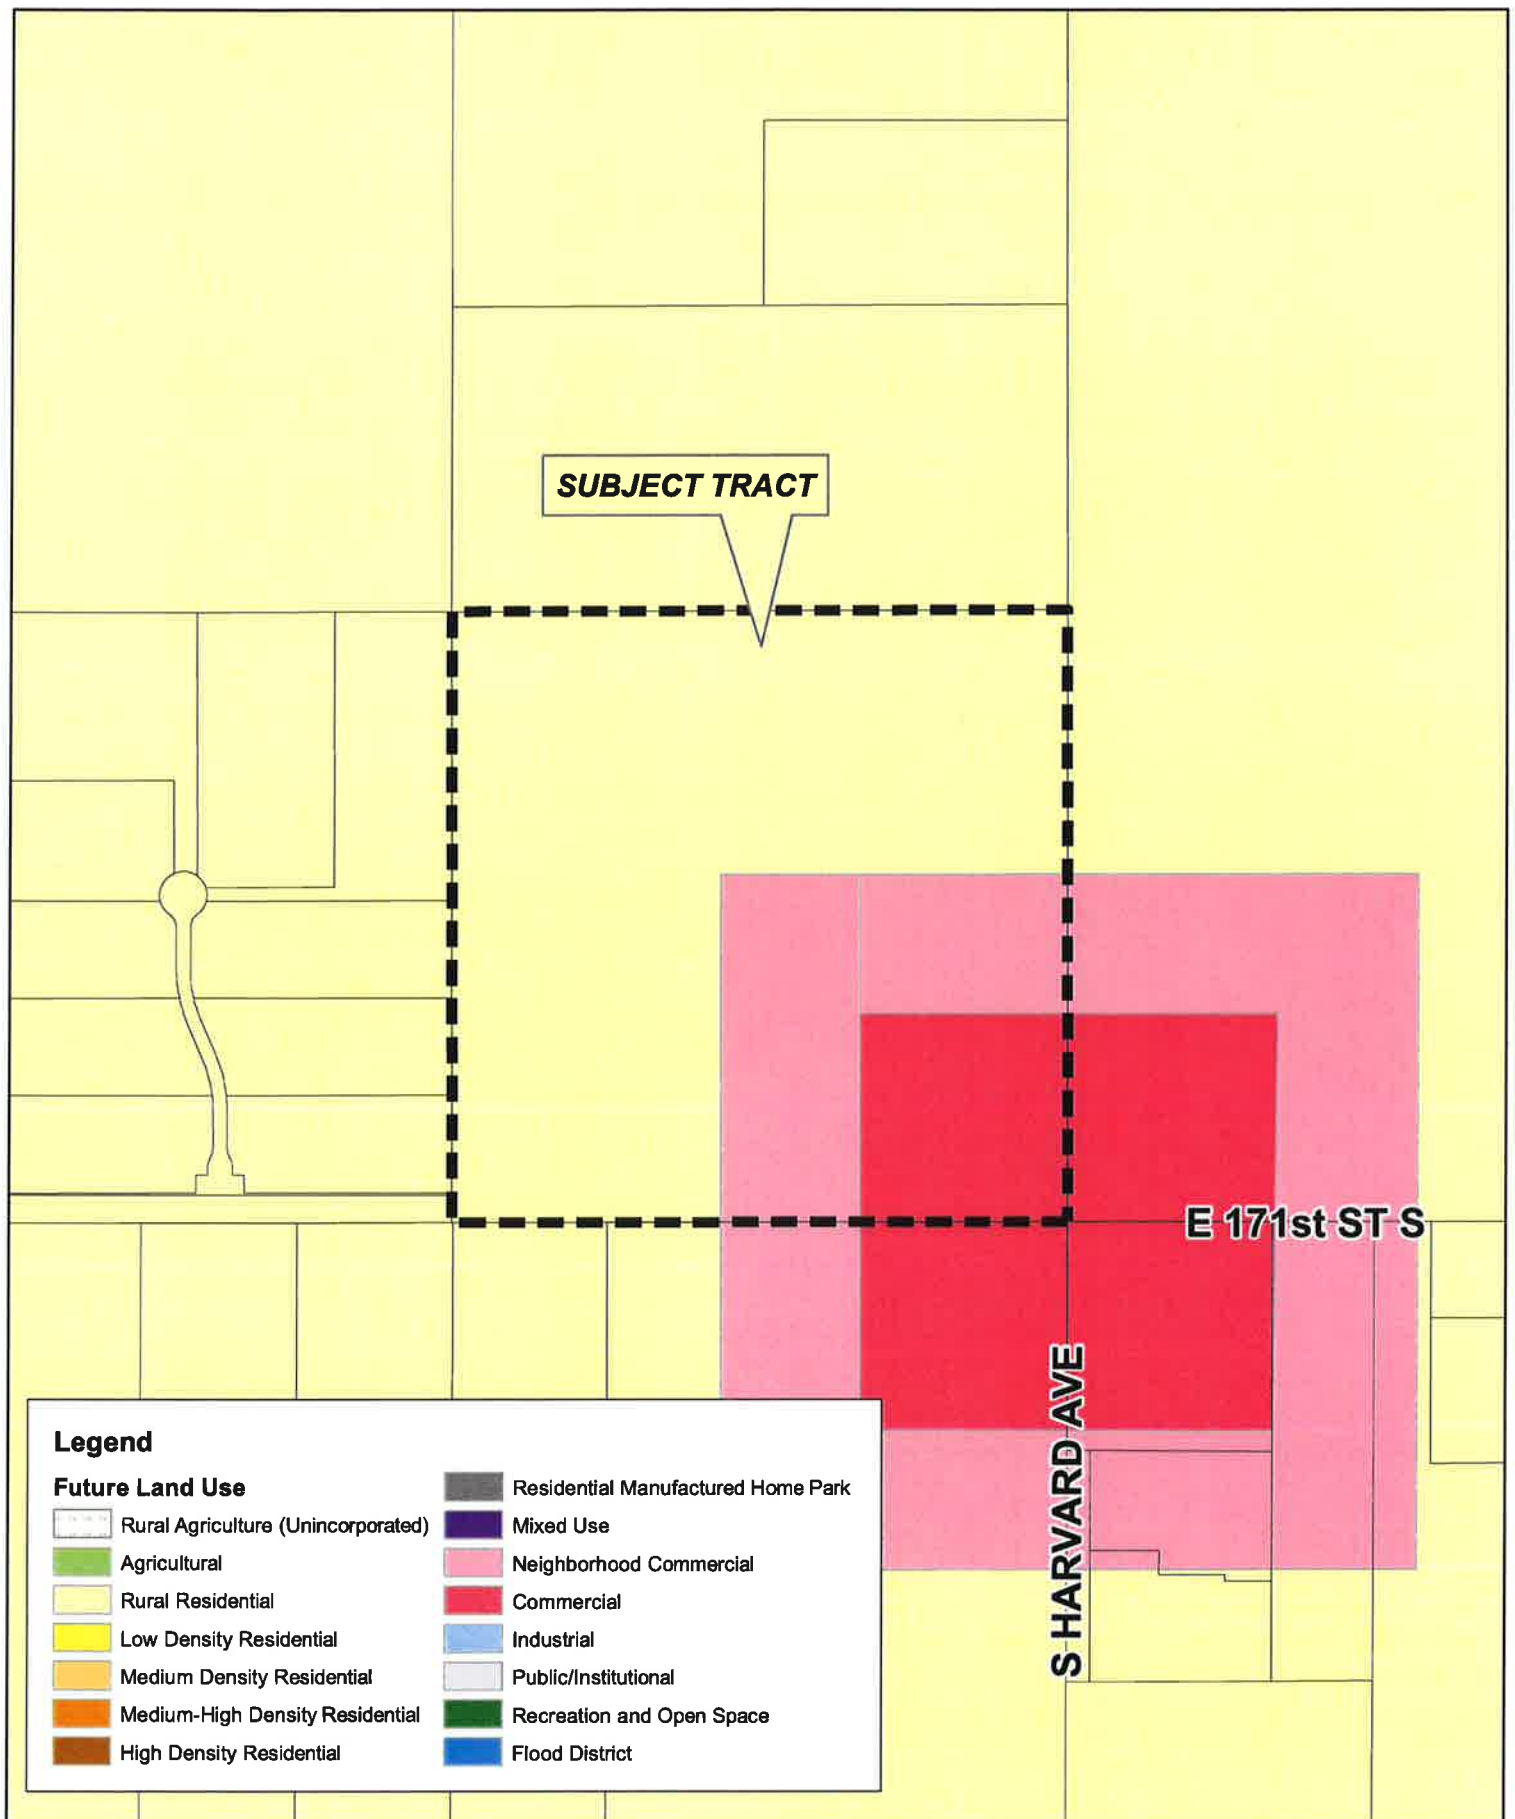 SUBJECT TRACT
E 171st ST S
S HARVARD AVE
Legend
Future Land Use
Rural Agriculture (Unincorporated)
Agricultural
Rural Residential
Low Density Residential
Medium Density Residential
Medium-High Density Residential
High Density Residential
Residential Manufactured Home Park
Mixed Use
Neighborhood Commercial
Commercial
Industrial
Public/Institutional
Recreation and Open Space
Flood District